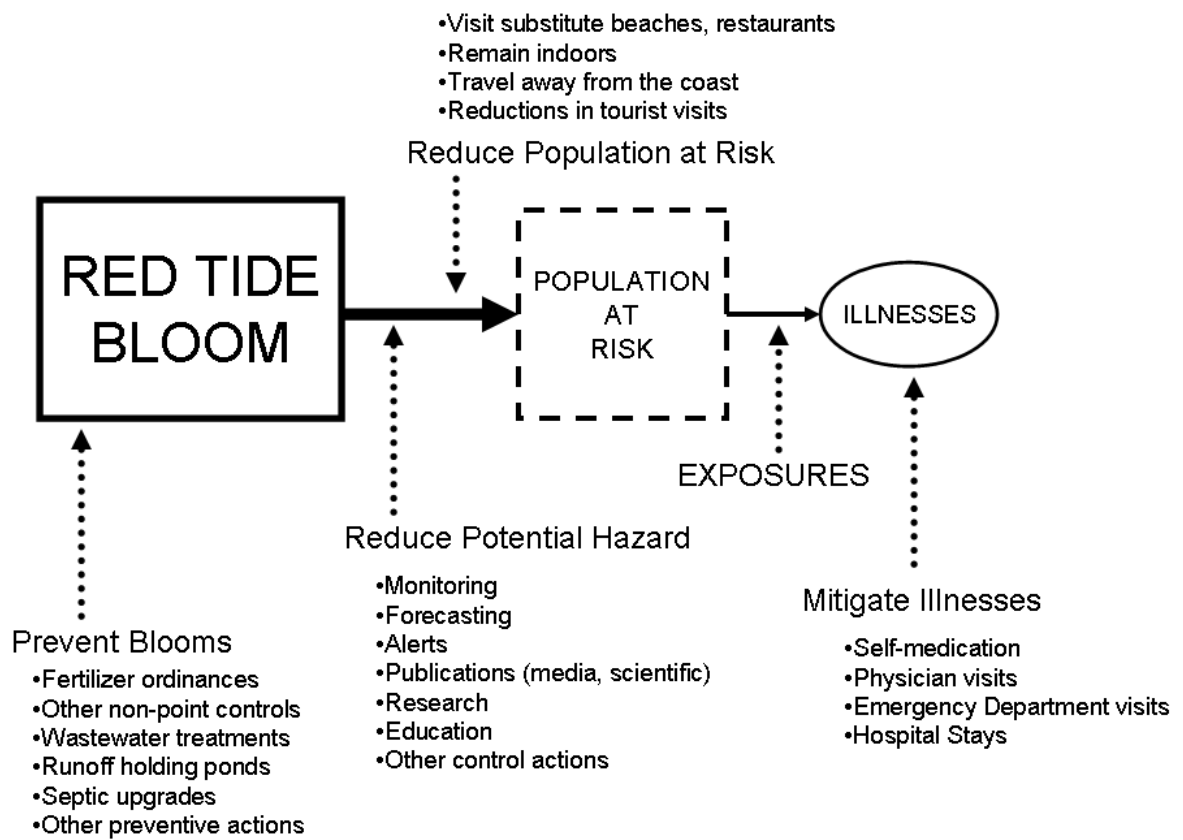 •Visit substitute beaches, restaurants
•Remain indoors
•Travel away from the coast
•Reductions in tourist visits
Reduce Population at Risk
RED TIDE
BLOOM
POPULATION
AT
RISK
ILLNESSES
EXPOSURES
Reduce Potential Hazard
•Monitoring
•Forecasting
•Alerts
•Publications (media, scientific)
•Research
•Education
•Other control actions
Mitigate Illnesses
•Self-medication
•Physician visits
•Emergency Department visits
•Hospital Stays
Prevent Blooms
•Fertilizer ordinances
•Other non-point controls
•Wastewater treatments
•Runoff holding ponds
•Septic upgrades
•Other preventive actions